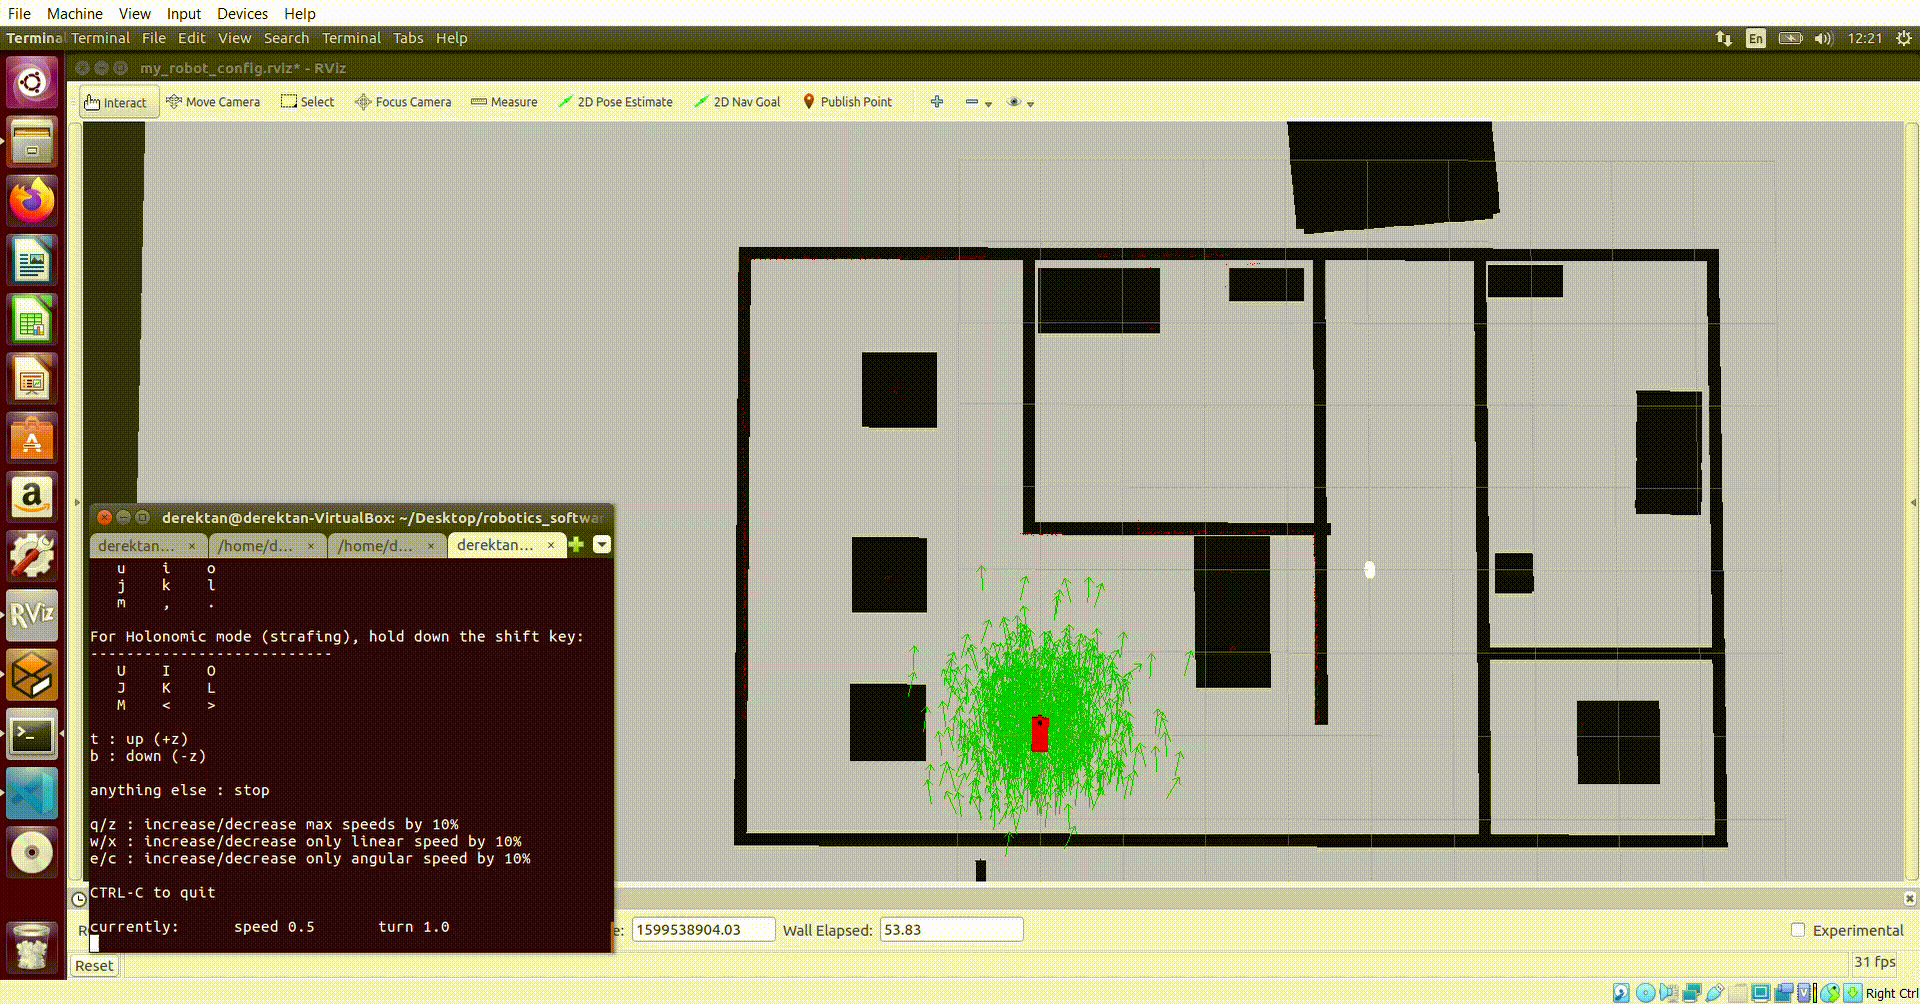 File Machine View Input Devices Help
Terminal Terminal File Edit View Search Terminal Tabs Help
En 12:21
my_robot_config.rviz* - RViz
Interact Move Camera Select Focus Camera Measure 2D Pose Estimate 2D Nav Goal Publish Point
derektan@derektan-VirtualBox: ~/Desktop/robotics_softwar
derektan... × /home/d... × /home/d... × derektan... ×
u i o
j k l
m , .
For Holonomic mode (strafing), hold down the shift key:
---------------------------
U I O
J K L
M < >
t : up (+z)
b : down (-z)
anything else : stop
q/z : increase/decrease max speeds by 10%
w/x : increase/decrease only linear speed by 10%
e/c : increase/decrease only angular speed by 10%
CTRL-C to quit
currently: speed 0.5 turn 1.0
RViz
a
e: 1599538904.03 Wall Elapsed: 53.83 Experimental
Reset 31 fps
Right Ctrl